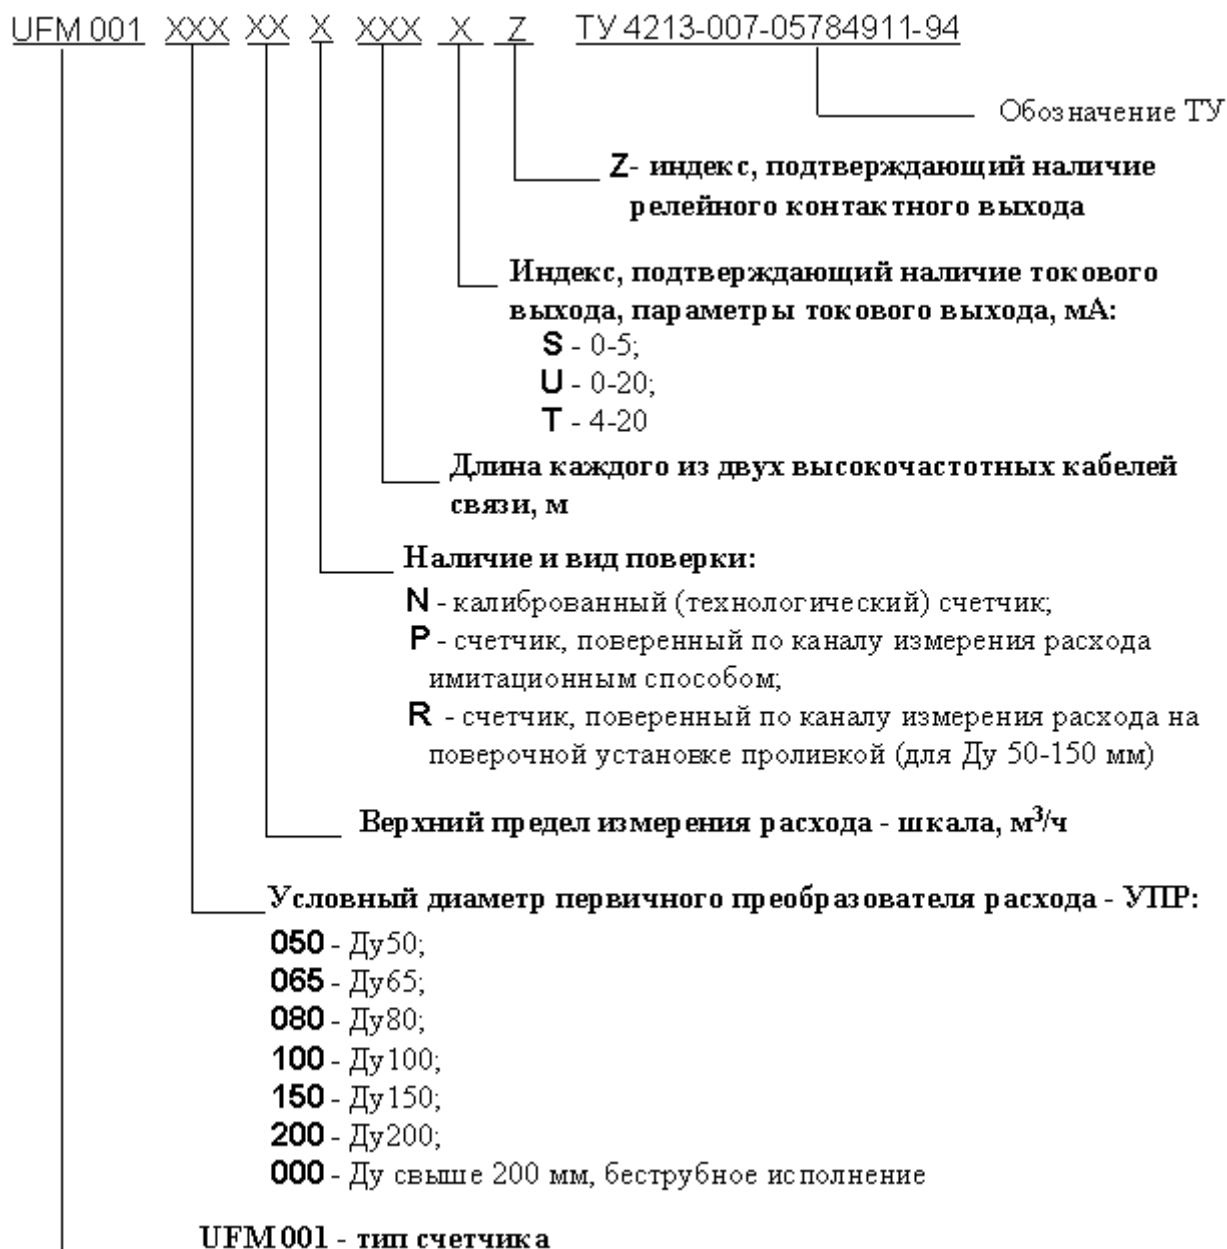 UFM 001 XXX XX X XXX X Z ТУ 4213-007-05784911-94
Обозначение ТУ
Z- индекс, подтверждающий наличие
релейного контактного выхода
Индекс, подтверждающий наличие токового
выхода, параметры токового выхода, мА:
S - 0-5;
U - 0-20;
T - 4-20
Длина каждого из двух высокочастотных кабелей
связи, м
Наличие и вид поверки:
N - калиброванный (технологический) счетчик;
P - счетчик, поверенный по каналу измерения расхода
имитационным способом;
R - счетчик, поверенный по каналу измерения расхода на
поверочной установке проливкой (для Ду 50-150 мм)
Верхний предел измерения расхода - шкала, м³/ч
Условный диаметр первичного преобразователя расхода - УПР:
050 - Ду50;
065 - Ду65;
080 - Ду80;
100 - Ду100;
150 - Ду150;
200 - Ду200;
000 - Ду свыше 200 мм, беструбное исполнение
UFM 001 - тип счетчика